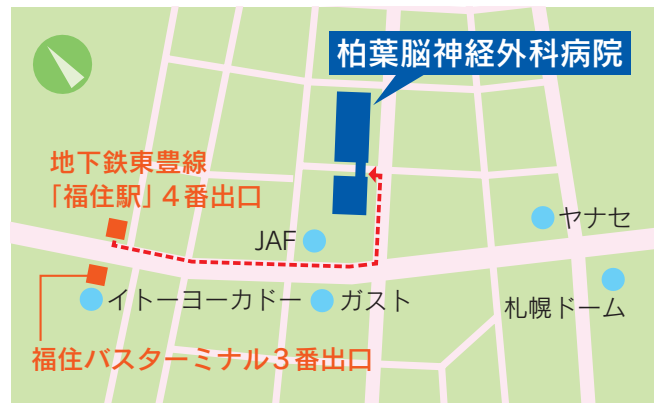 柏葉脳神経外科病院
地下鉄東豊線
「福住駅」4番出口
JAF
ヤナセ
イトーヨーカドー
ガスト
札幌ドーム
福住バスターミナル3番出口